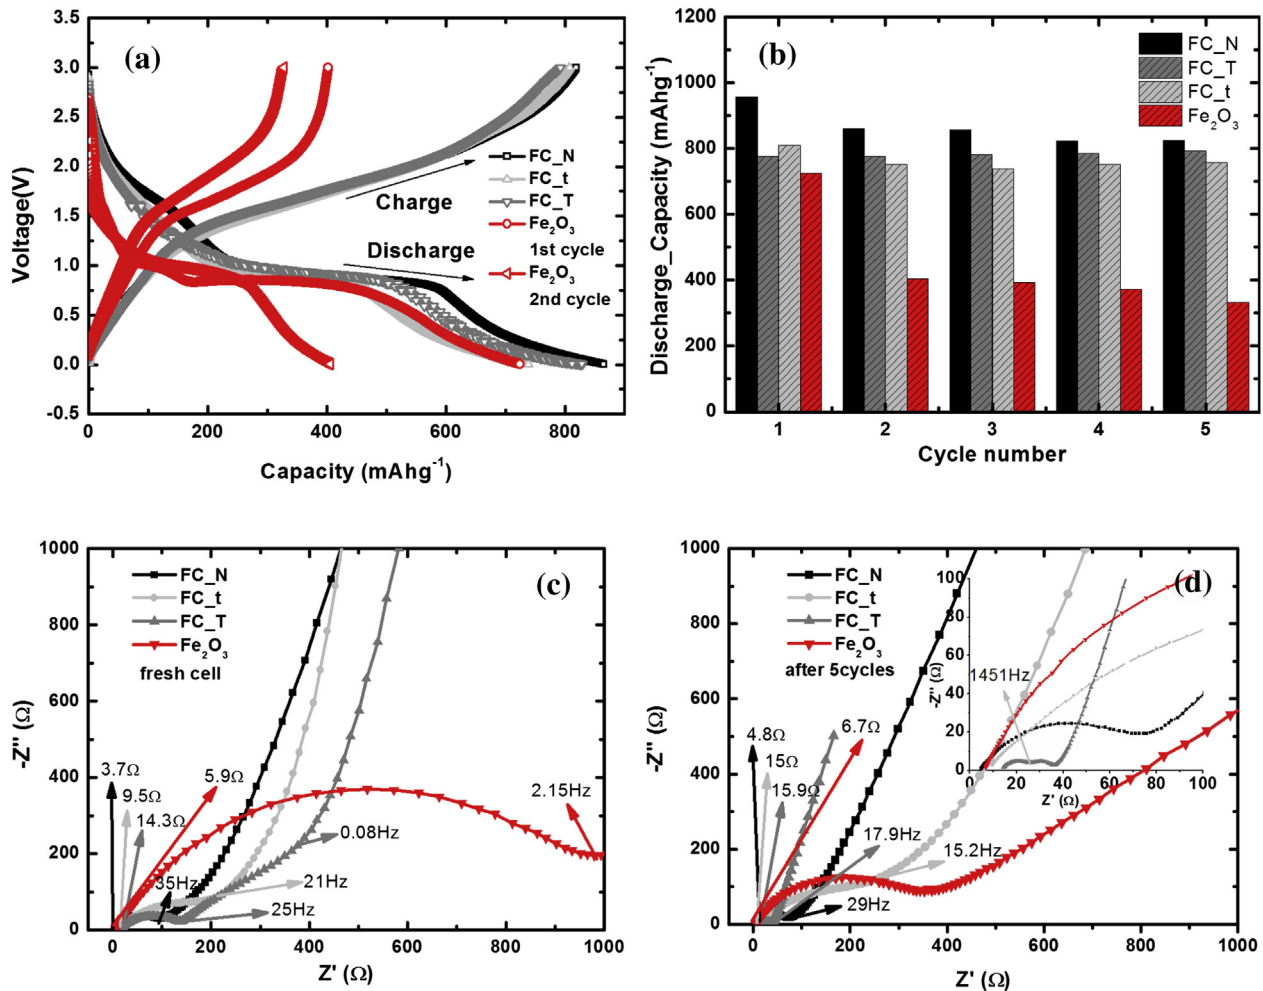 (a)
3.0
2.5
2.0
1.5
1.0
0.5
0.0
-0.5
Voltage(V)
0
200
400
600
800
Capacity (mAhg⁻¹)
FC_N
FC_t
FC_T
Fe₂O₃
1st cycle
Fe₂O₃
2nd cycle
Charge
Discharge
(b)
1200
1000
800
600
400
200
0
Discharge_Capacity (mAhg⁻¹)
1
2
3
4
5
Cycle number
FC_N
FC_T
FC_t
Fe₂O₃
(c)
1000
800
600
400
200
0
-Z'' (Ω)
0
200
400
600
800
1000
Z' (Ω)
FC_N
FC_t
FC_T
Fe₂O₃
fresh cell
3.7Ω
9.5Ω
14.3Ω
5.9Ω
35Hz
2.15Hz
0.08Hz
21Hz
25Hz
(d)
1000
800
600
400
200
0
-Z'' (Ω)
0
200
400
600
800
1000
Z' (Ω)
FC_N
FC_t
FC_T
Fe₂O₃
after 5cycles
4.8Ω
15Ω
15.9Ω
6.7Ω
17.9Hz
15.2Hz
29Hz
100
80
60
40
20
0
-Z'' (Ω)
1451Hz
0
20
40
60
80
100
Z' (Ω)